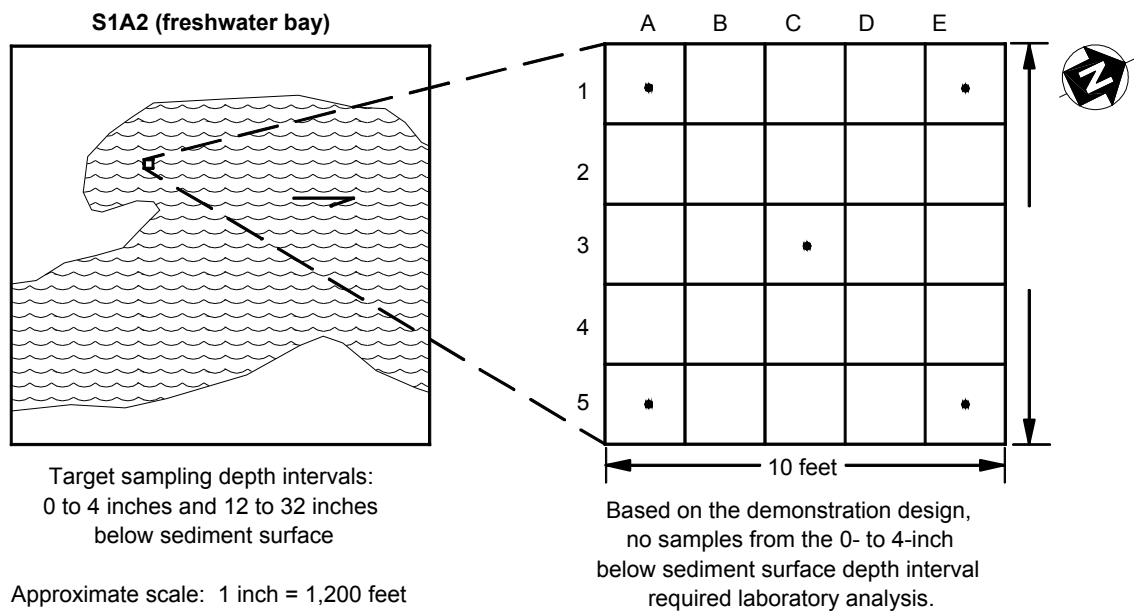 S1A2 (freshwater bay)
A B C D E
1
2
3
4
5
N
10 feet
Target sampling depth intervals:
0 to 4 inches and 12 to 32 inches
below sediment surface
Approximate scale: 1 inch = 1,200 feet
Based on the demonstration design,
no samples from the 0- to 4-inch
below sediment surface depth interval
required laboratory analysis.